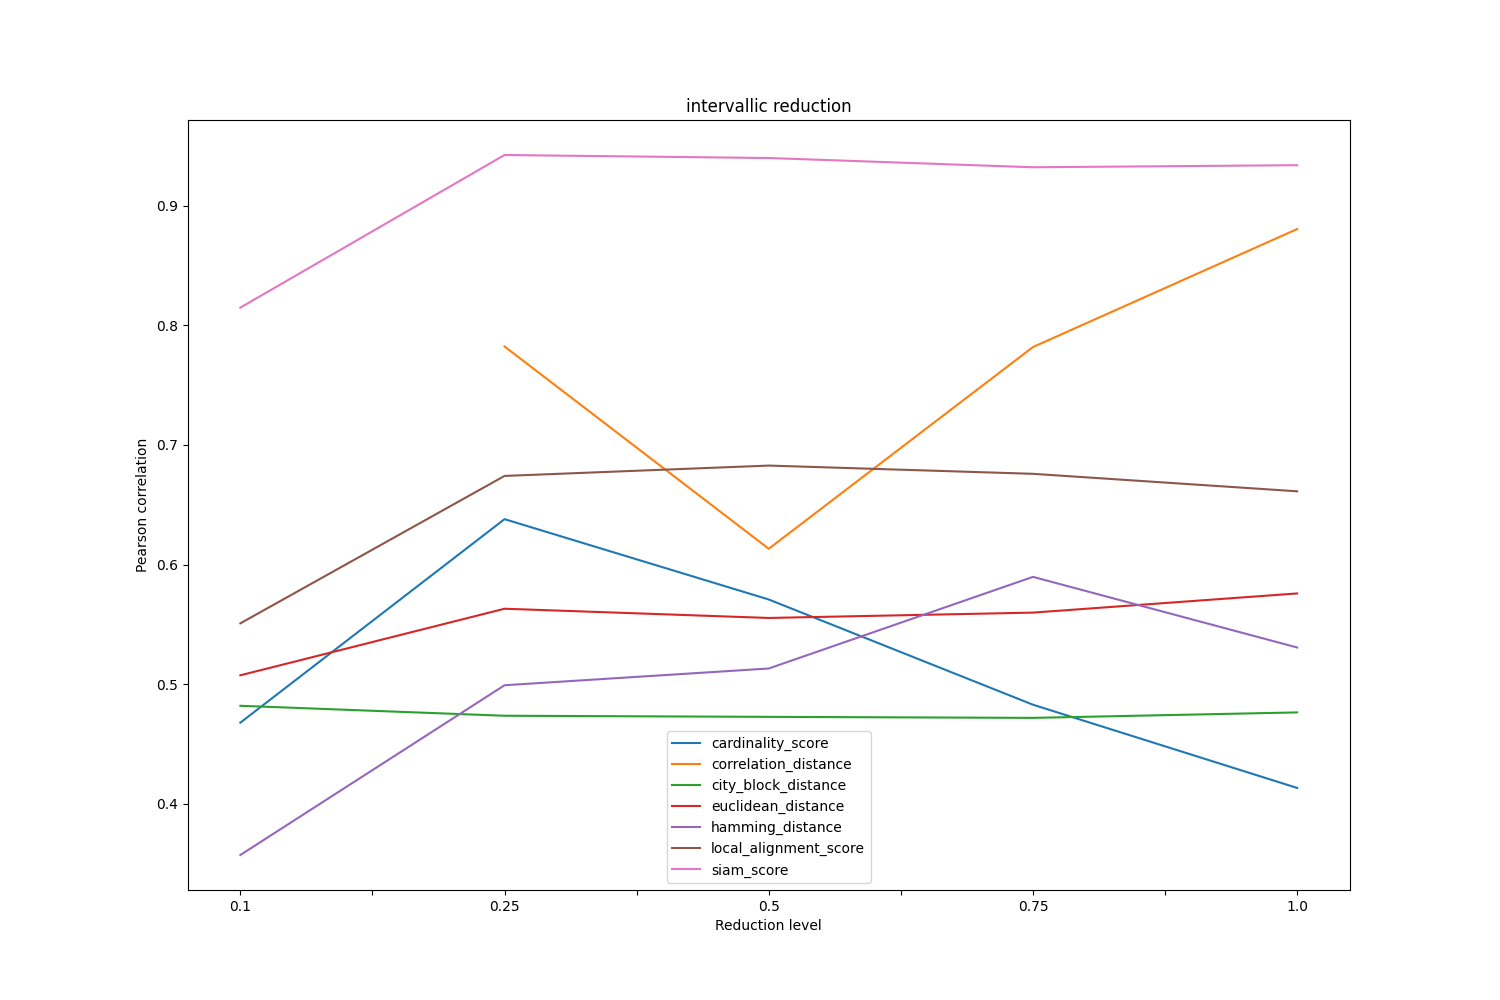 intervallic reduction
Pearson correlation
0.9
0.8
0.7
0.6
0.5
0.4
cardinality_score
correlation_distance
city_block_distance
euclidean_distance
hamming_distance
local_alignment_score
siam_score
0.1 0.25 0.5 0.75 1.0
Reduction level